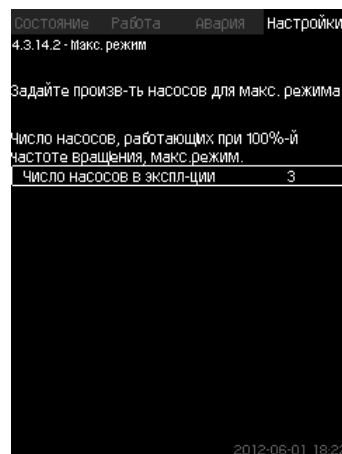 Состояние Работа Авария Настройки
4.3.14.2 - Макс. режим
Задайте произв-ть насосов для макс. режима
Число насосов, работающих при 100%-й
частоте вращения, макс.режим.
Число насосов в экспл-ции 3
2012-06-01 18:22